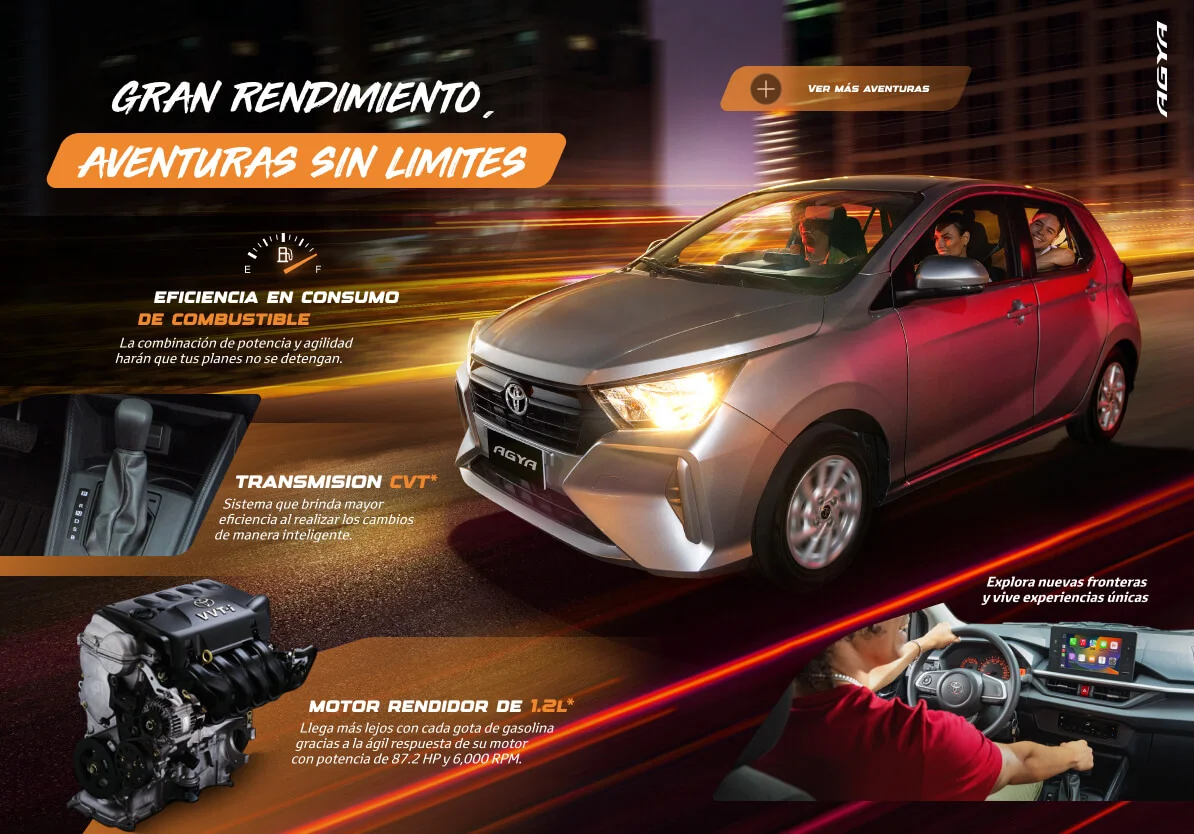 GRAN RENDIMIENTO,
AVENTURAS SIN LIMITES
VER MÁS AVENTURAS
AGYA
E F
EFICIENCIA EN CONSUMO
DE COMBUSTIBLE
La combinación de potencia y agilidad
harán que tus planes no se detengan.
AGYA
TRANSMISION CVT*
Sistema que brinda mayor
eficiencia al realizar los cambios
de manera inteligente.
VVT-i
MOTOR RENDIDOR DE 1.2L*
Llega más lejos con cada gota de gasolina
gracias a la ágil respuesta de su motor
con potencia de 87.2 HP y 6,000 RPM.
Explora nuevas fronteras
y vive experiencias únicas